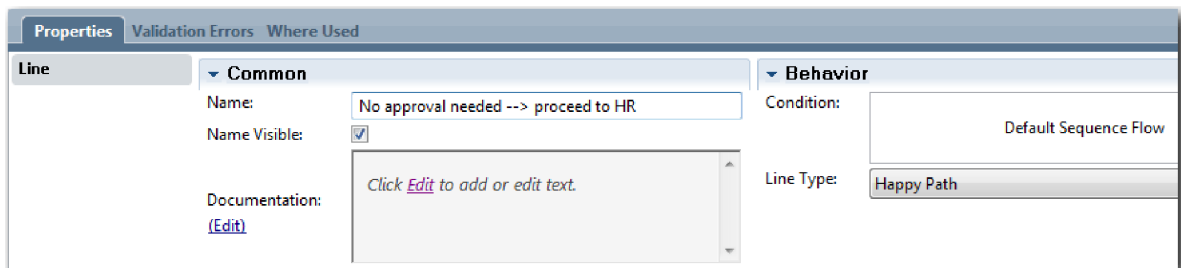 Properties Validation Errors Where Used
Line
Common
Name: No approval needed --> proceed to HR
Name Visible:
Documentation:
(Edit)
Click Edit to add or edit text.
Behavior
Condition: Default Sequence Flow
Line Type: Happy Path